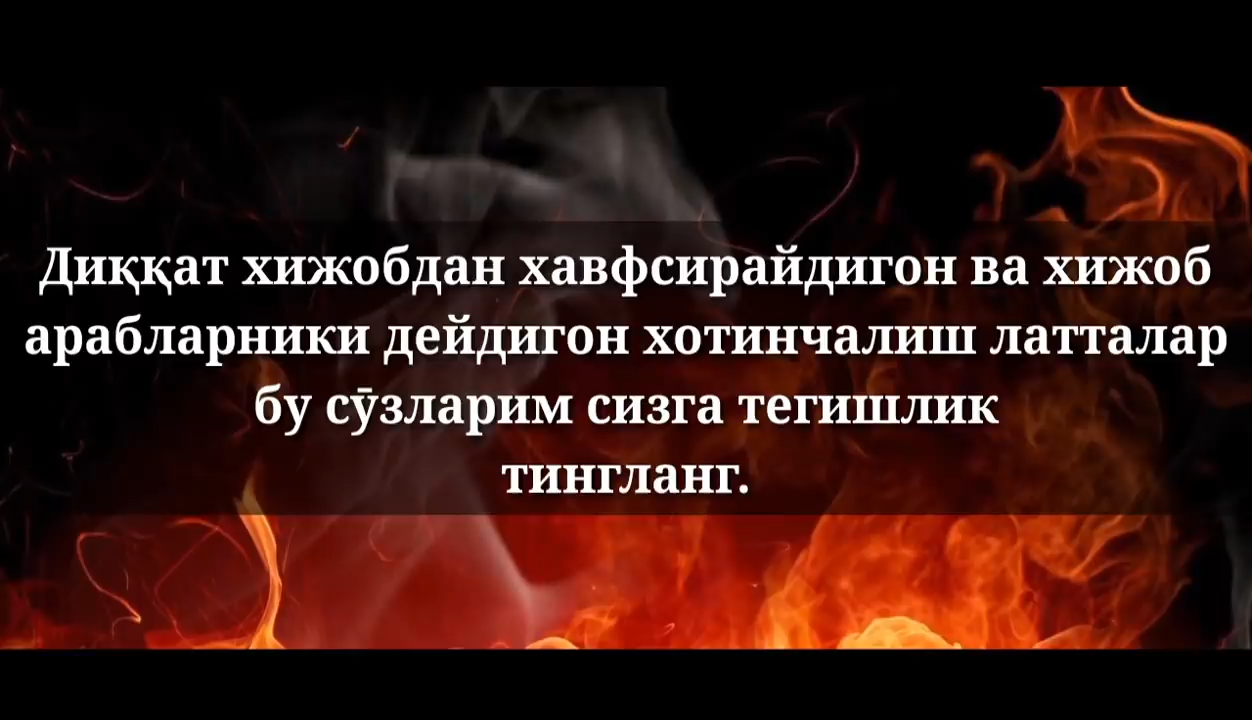 Диққат хижобдан хавфсирайдигон ва хижоб
арабларники дейдигон хотинчалиш латталар
бу сӯзларим сизга тегишлик
тингланг.